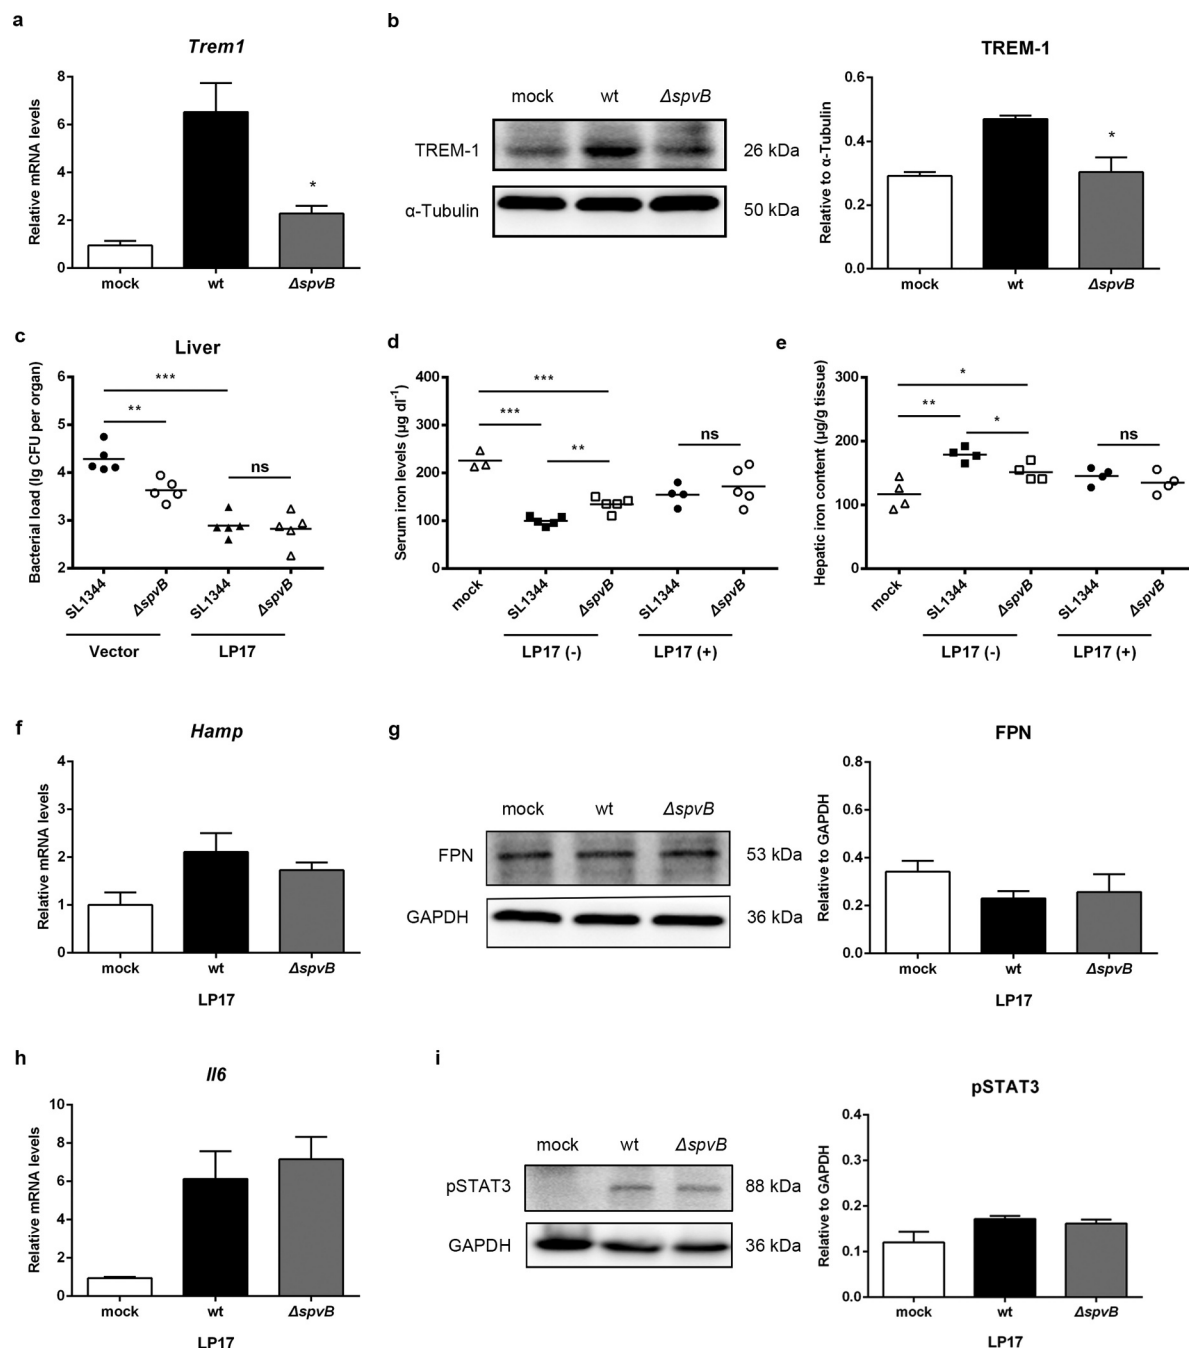 a
Trem1
Relative mRNA levels
8
6
4
2
0
*
mock wt ΔspvB
b
mock wt ΔspvB
TREM-1 26 kDa
α-Tubulin 50 kDa
TREM-1
Relative to α-Tubulin
0.6
0.4
0.2
0.0
*
mock wt ΔspvB
c
Liver
Bacterial load (lg CFU per organ)
6
5
4
3
2
***
**
ns
SL1344 ΔspvB SL1344 ΔspvB
Vector LP17
d
Serum iron levels (µg dl-1)
400
300
200
100
0
***
***
**
ns
mock SL1344 ΔspvB SL1344 ΔspvB
LP17 (-) LP17 (+)
e
Hepatic iron content (µg/g tissue)
300
200
100
0
*
**
*
ns
mock SL1344 ΔspvB SL1344 ΔspvB
LP17 (-) LP17 (+)
f
Hamp
Relative mRNA levels
4
3
2
1
0
mock wt ΔspvB
LP17
g
mock wt ΔspvB
FPN 53 kDa
GAPDH 36 kDa
FPN
Relative to GAPDH
0.8
0.6
0.4
0.2
0.0
mock wt ΔspvB
LP17
h
Il6
Relative mRNA levels
10
8
6
4
2
0
mock wt ΔspvB
LP17
i
mock wt ΔspvB
pSTAT3 88 kDa
GAPDH 36 kDa
pSTAT3
Relative to GAPDH
0.4
0.3
0.2
0.1
0.0
mock wt ΔspvB
LP17